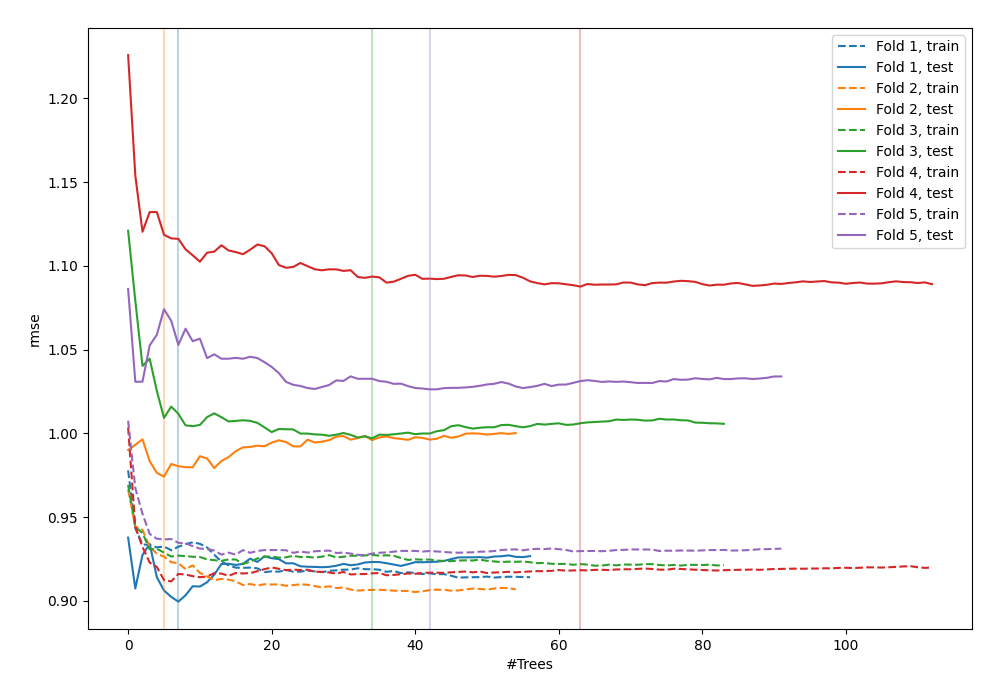 rmse
1.20
1.15
1.10
1.05
1.00
0.95
0.90
0
20
40
60
80
100
#Trees
Fold 1, train
Fold 1, test
Fold 2, train
Fold 2, test
Fold 3, train
Fold 3, test
Fold 4, train
Fold 4, test
Fold 5, train
Fold 5, test